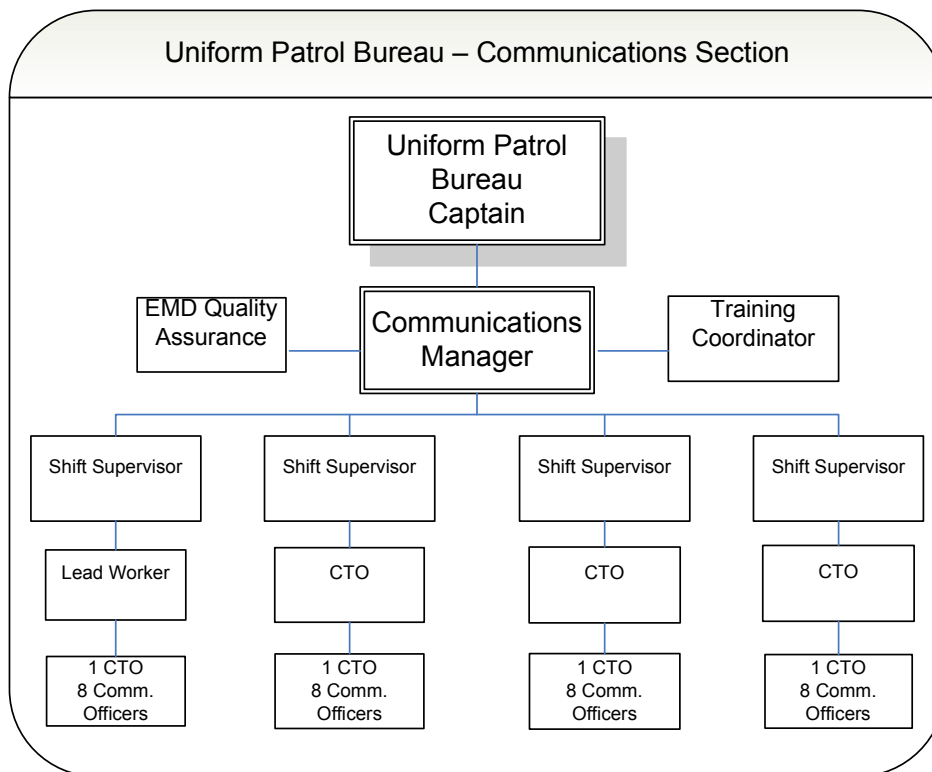 Uniform Patrol Bureau – Communications Section
Uniform Patrol
Bureau
Captain
EMD Quality
Assurance
Communications
Manager
Training
Coordinator
Shift Supervisor
Shift Supervisor
Shift Supervisor
Shift Supervisor
Lead Worker
CTO
CTO
CTO
1 CTO
8 Comm.
Officers
1 CTO
8 Comm.
Officers
1 CTO
8 Comm.
Officers
1 CTO
8 Comm.
Officers